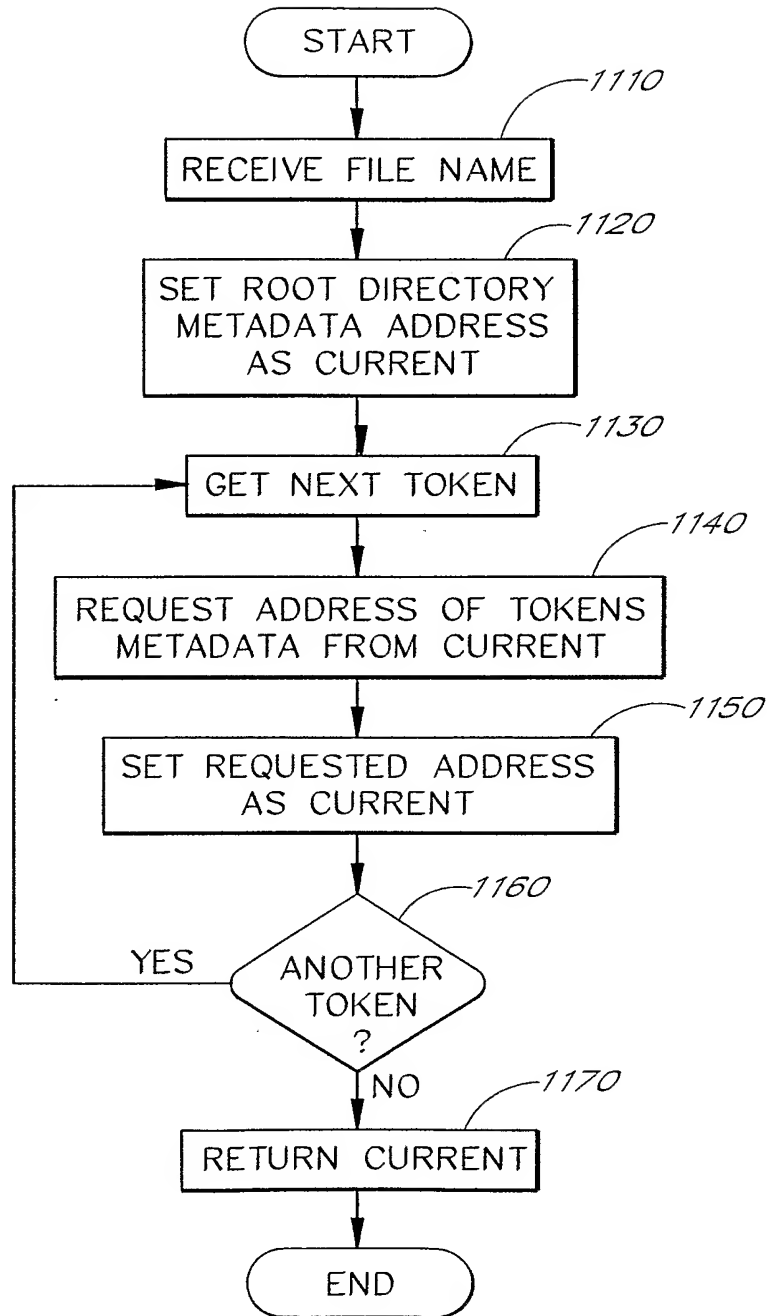 START
1110
RECEIVE FILE NAME
1120
SET ROOT DIRECTORY
METADATA ADDRESS
AS CURRENT
1130
GET NEXT TOKEN
1140
REQUEST ADDRESS OF TOKENS
METADATA FROM CURRENT
1150
SET REQUESTED ADDRESS
AS CURRENT
1160
YES
ANOTHER
TOKEN
?
NO
1170
RETURN CURRENT
END